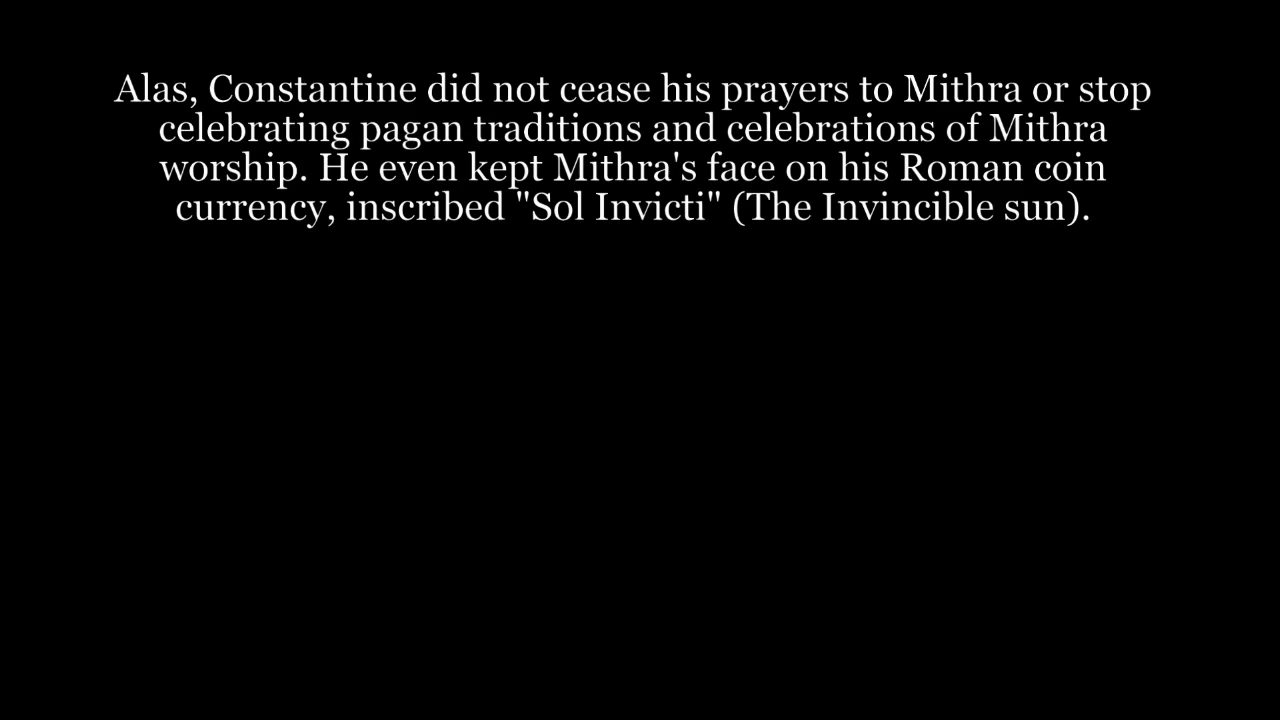 Alas, Constantine did not cease his prayers to Mithra or stop
celebrating pagan traditions and celebrations of Mithra
worship. He even kept Mithra's face on his Roman coin
currency, inscribed "Sol Invicti" (The Invincible sun).